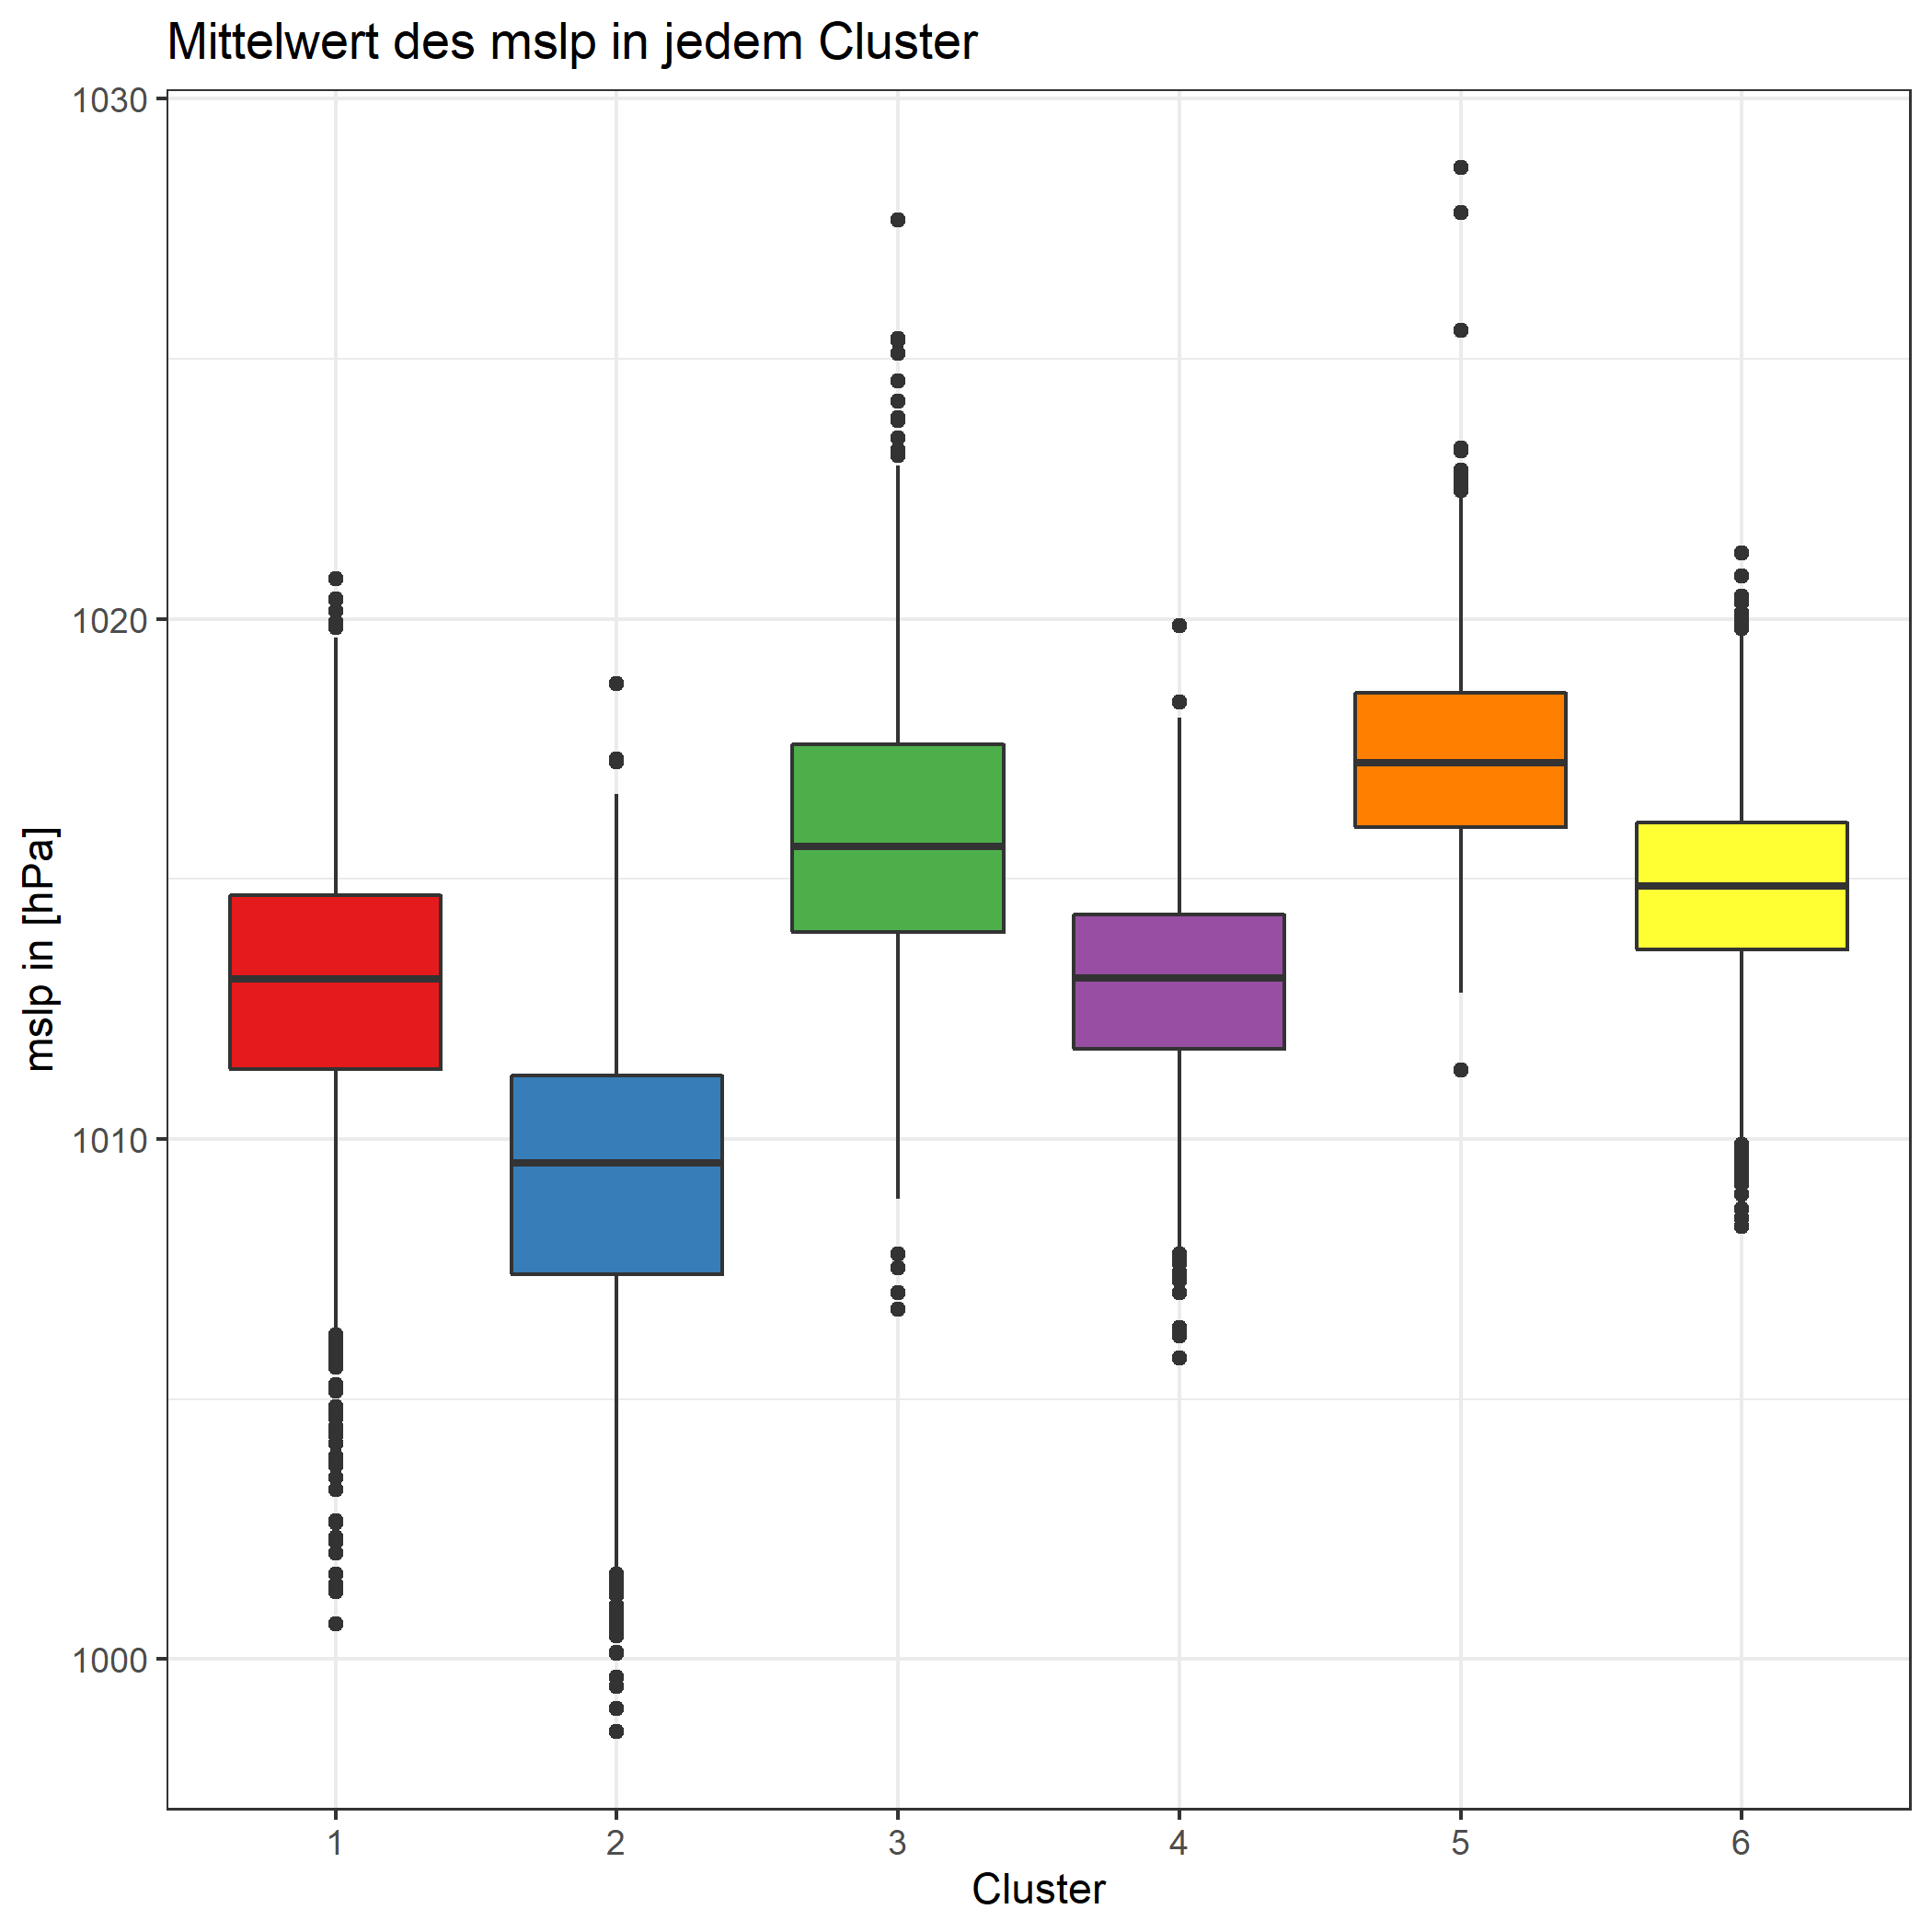 Mittelwert des mslp in jedem Cluster
1030
1020
1010
1000
mslp in [hPa]
1 2 3 4 5 6
Cluster